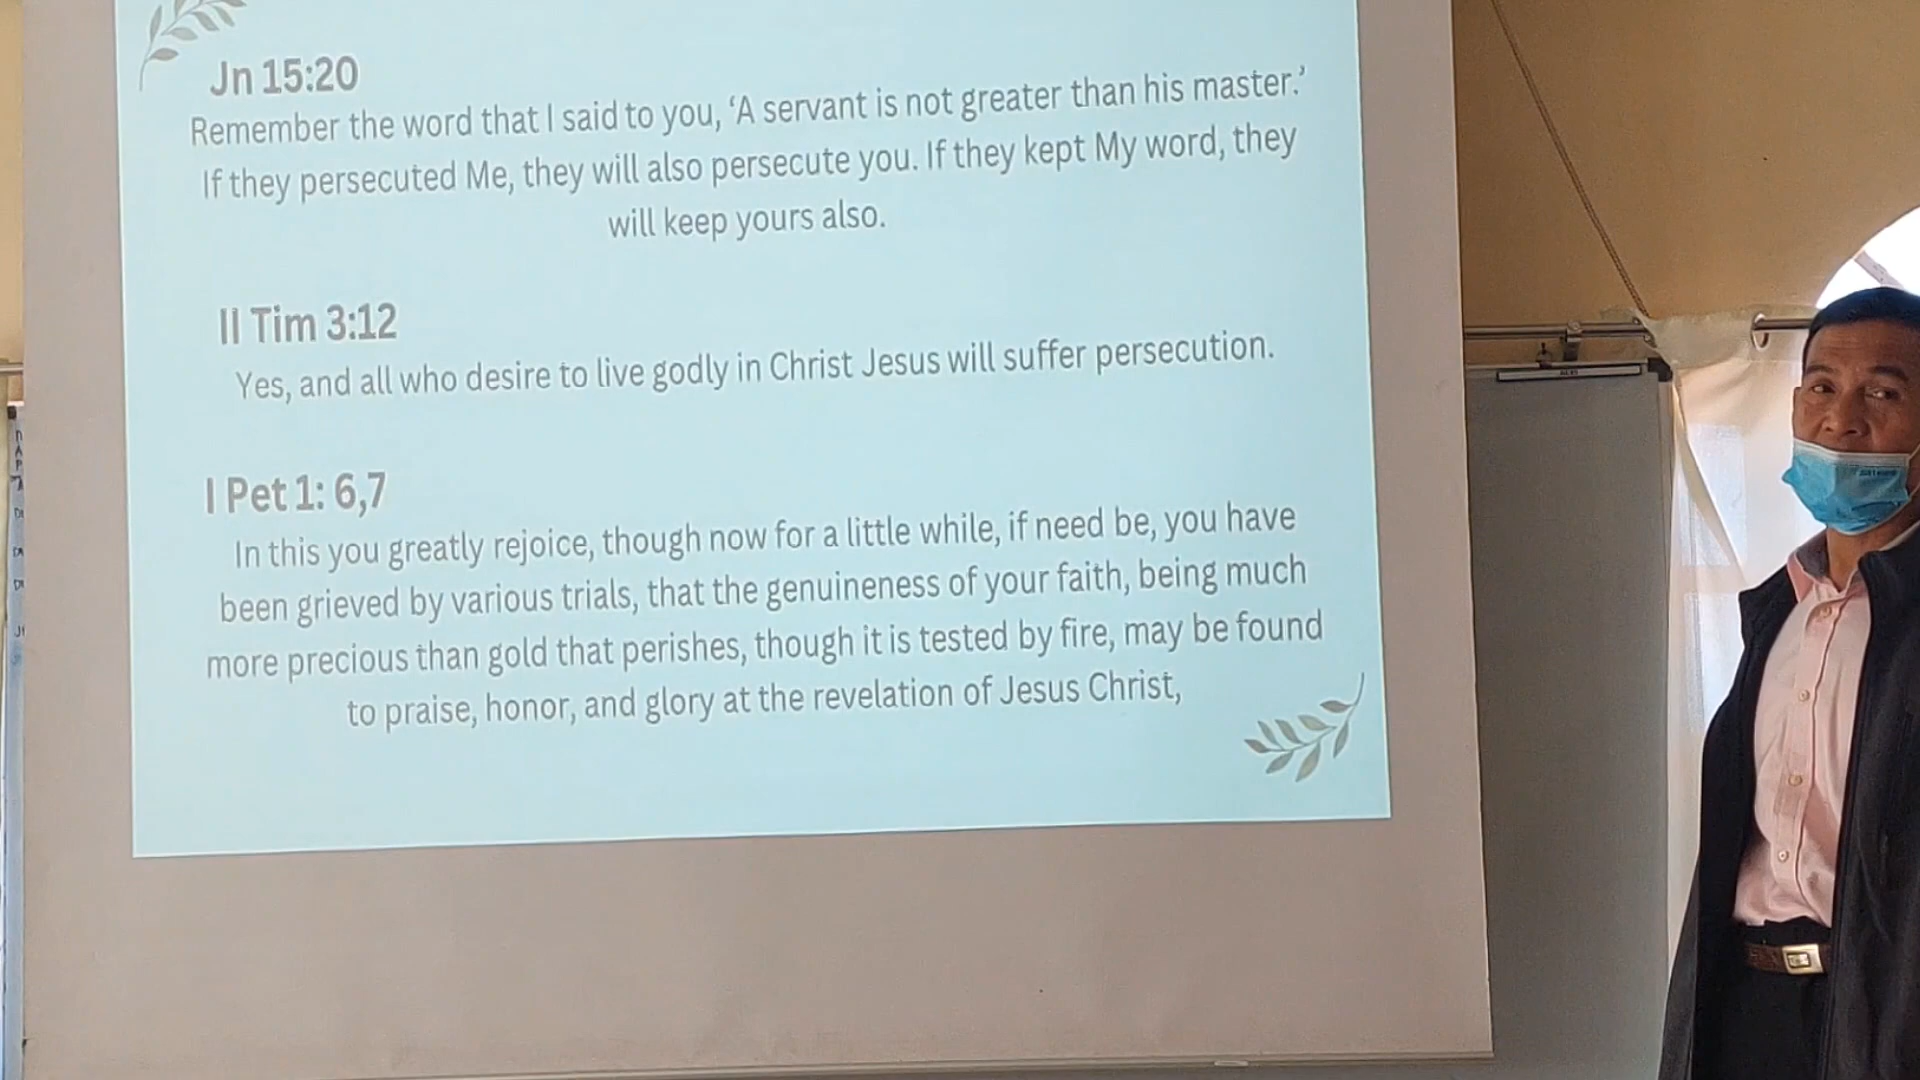 Jn 15:20
Remember the word that I said to you, ‘A servant is not greater than his master.’
If they persecuted Me, they will also persecute you. If they kept My word, they
will keep yours also.
II Tim 3:12
Yes, and all who desire to live godly in Christ Jesus will suffer persecution.
I Pet 1: 6,7
In this you greatly rejoice, though now for a little while, if need be, you have
been grieved by various trials, that the genuineness of your faith, being much
more precious than gold that perishes, though it is tested by fire, may be found
to praise, honor, and glory at the revelation of Jesus Christ,